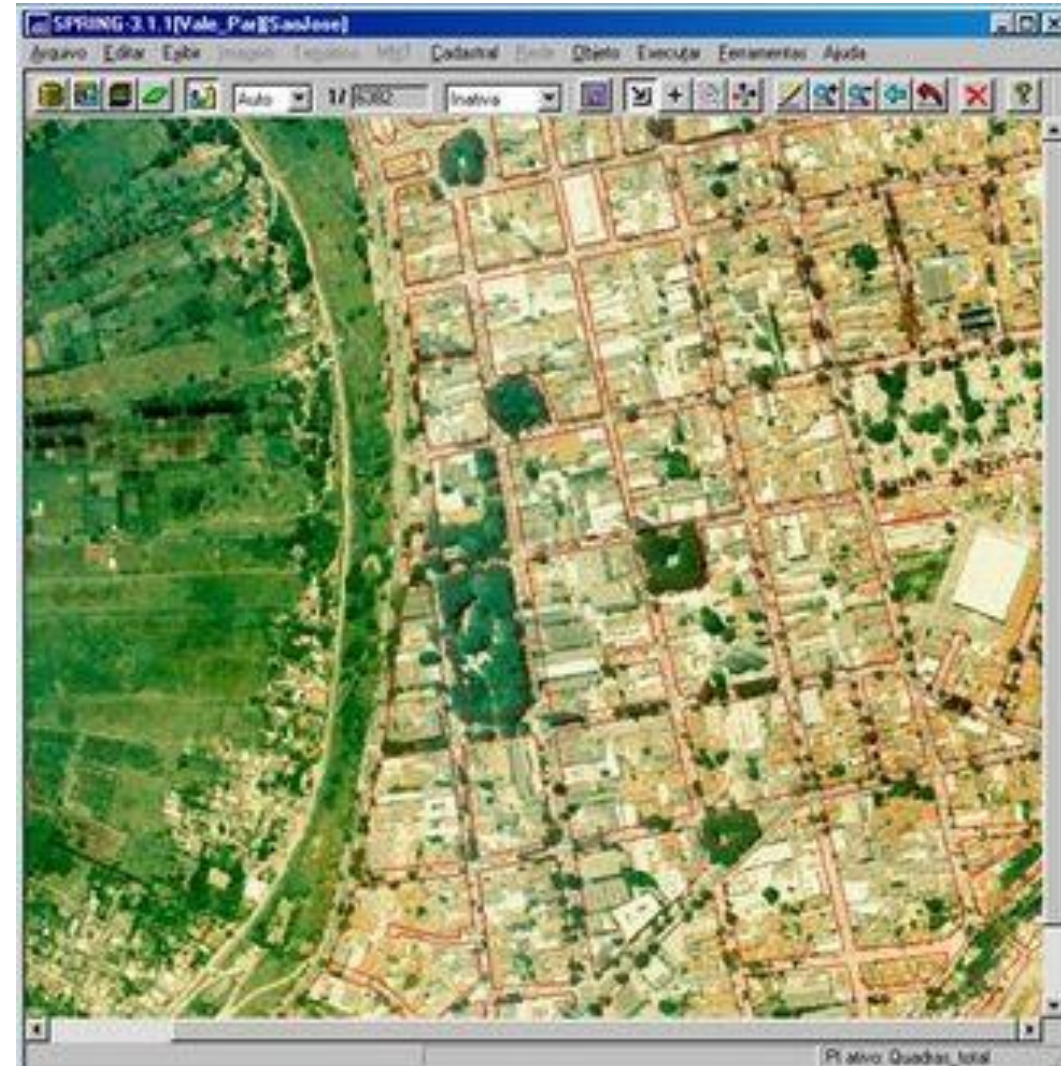 SPRING-3.1.1[Vale_Par][SaoJose]
Arquivo Editar Exibir Imagem Temático MNT Cadastral Rede Objeto Executar Ferramentas Ajuda
Auto 1/ Inativa
PI ativo: Quadras_total